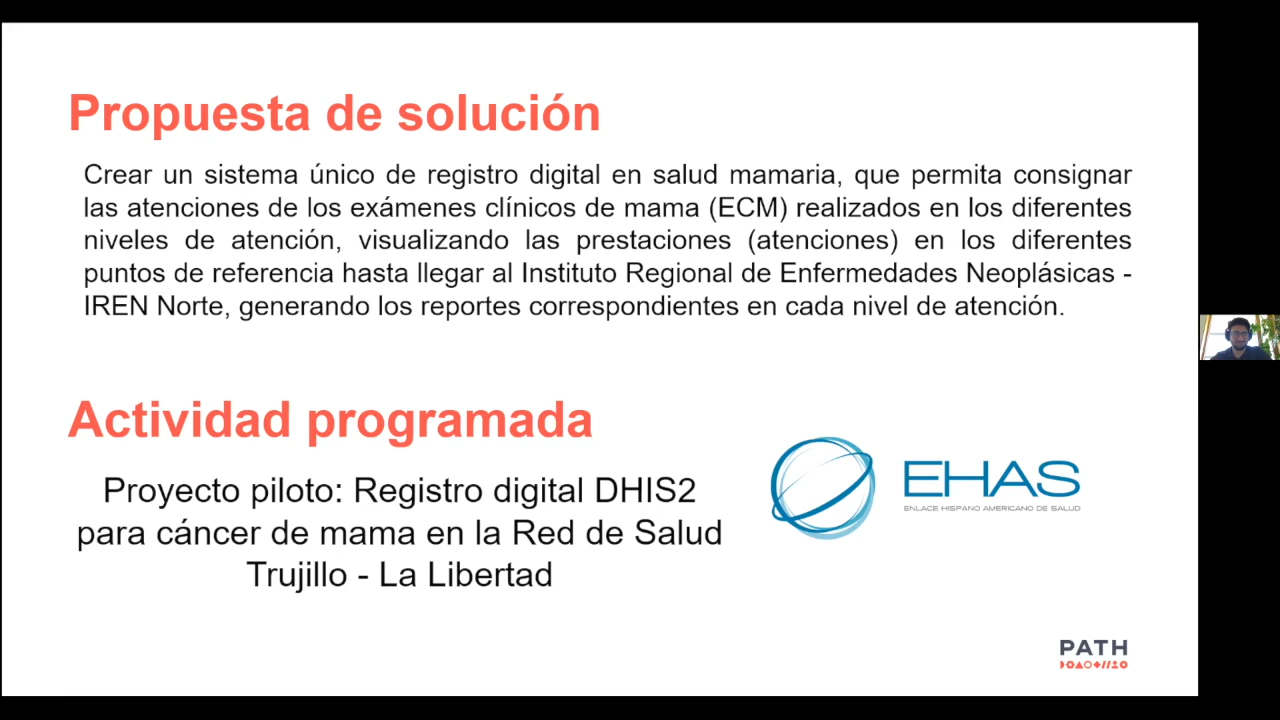 Propuesta de solución
Crear un sistema único de registro digital en salud mamaria, que permita consignar
las atenciones de los exámenes clínicos de mama (ECM) realizados en los diferentes
niveles de atención, visualizando las prestaciones (atenciones) en los diferentes
puntos de referencia hasta llegar al Instituto Regional de Enfermedades Neoplásicas -
IREN Norte, generando los reportes correspondientes en cada nivel de atención.
Actividad programada
Proyecto piloto: Registro digital DHIS2
para cáncer de mama en la Red de Salud
Trujillo - La Libertad
EHAS
ENLACE HISPANO AMERICANO DE SALUD
PATH